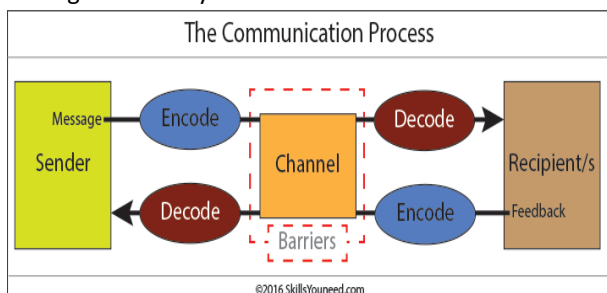 The Communication Process
Message
Encode
Decode
Sender
Channel
Recipient/s
Decode
Encode
Feedback
Barriers
©2016 SkillsYouneed.com